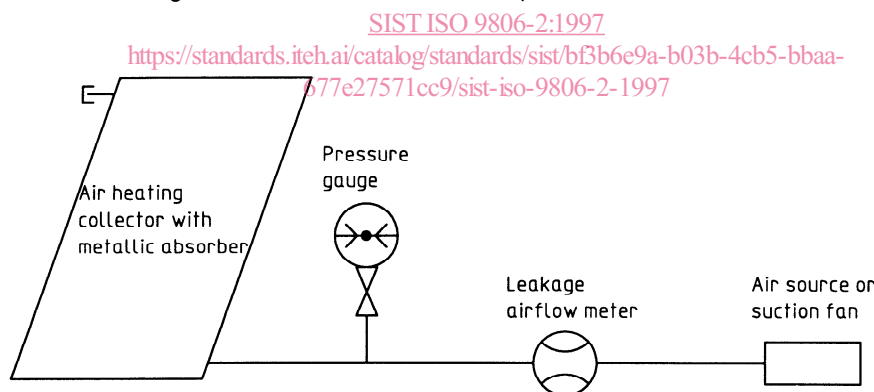 SIST ISO 9806-2:1997
https://standards.iteh.ai/catalog/standards/sist/bf3b6e9a-b03b-4cb5-bbaa-
677e27571cc9/sist-iso-9806-2-1997
Pressure
gauge
Air heating
collector with
metallic absorber
Leakage
airflow meter
Air source or
suction fan